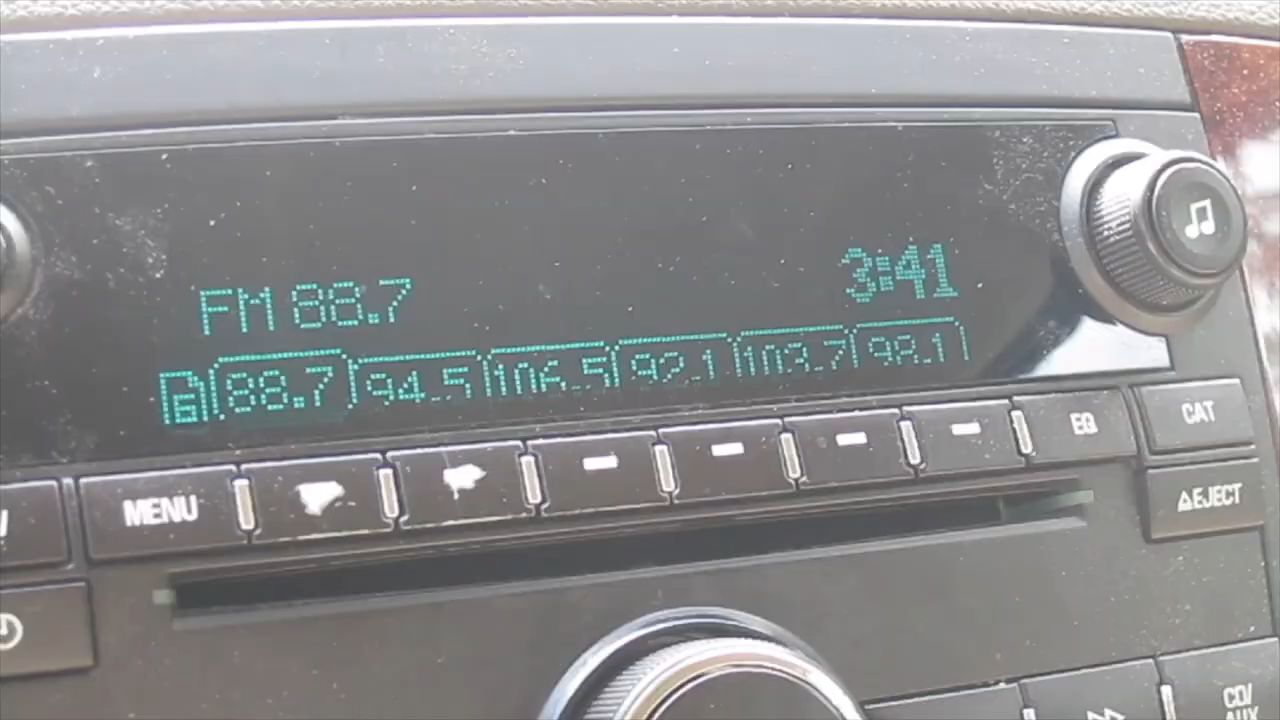 FM 88.7 3:41
6 88.7 94.5 106.5 92.1 103.7 98.1
MENU EQ CAT
EJECT
CD/
AUX